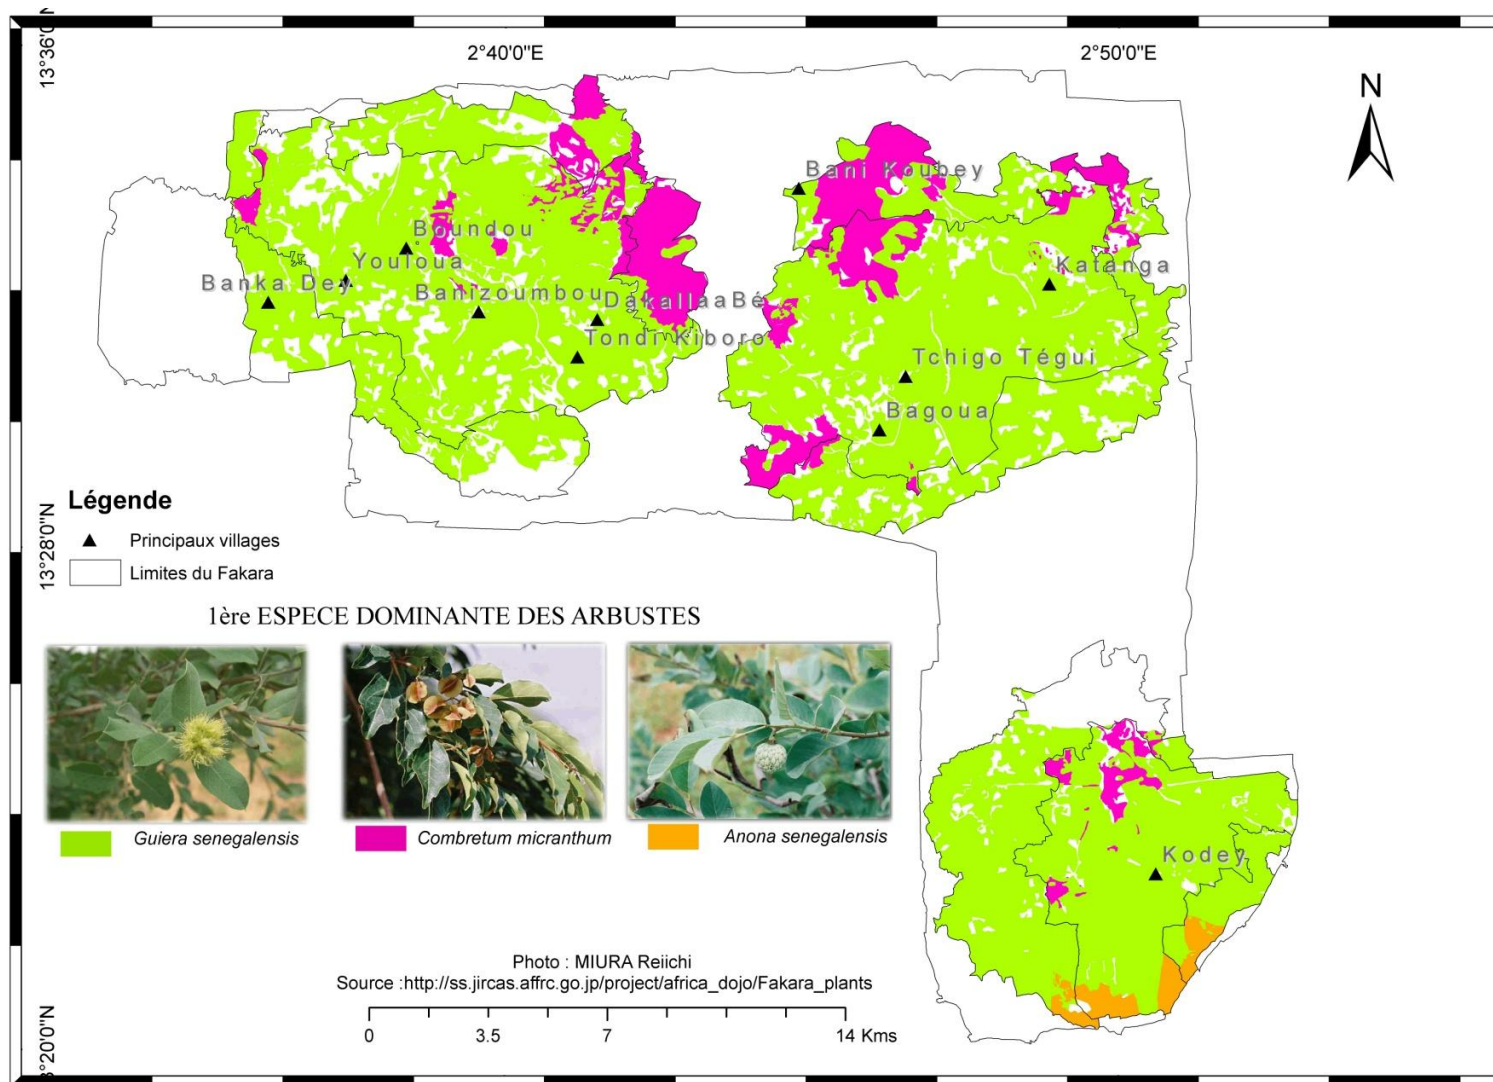 2°40'0"E
2°50'0"E
13°36'0"N
N
Bani Koubey
Boundou
Youloua
Katanga
Banka Dey
Banizoumbou
DakallaaBé
Tondi Kiboro
Tchigo Tégui
Bagoua
Légende
Principaux villages
Limites du Fakara
13°28'0"N
1ère ESPECE DOMINANTE DES ARBUSTES
Guiera senegalensis
Combretum micranthum
Anona senegalensis
Kodey
Photo : MIURA Reiichi
Source :http://ss.jircas.affrc.go.jp/project/africa_dojo/Fakara_plants
0 3.5 7 14 Kms
3°20'0"N